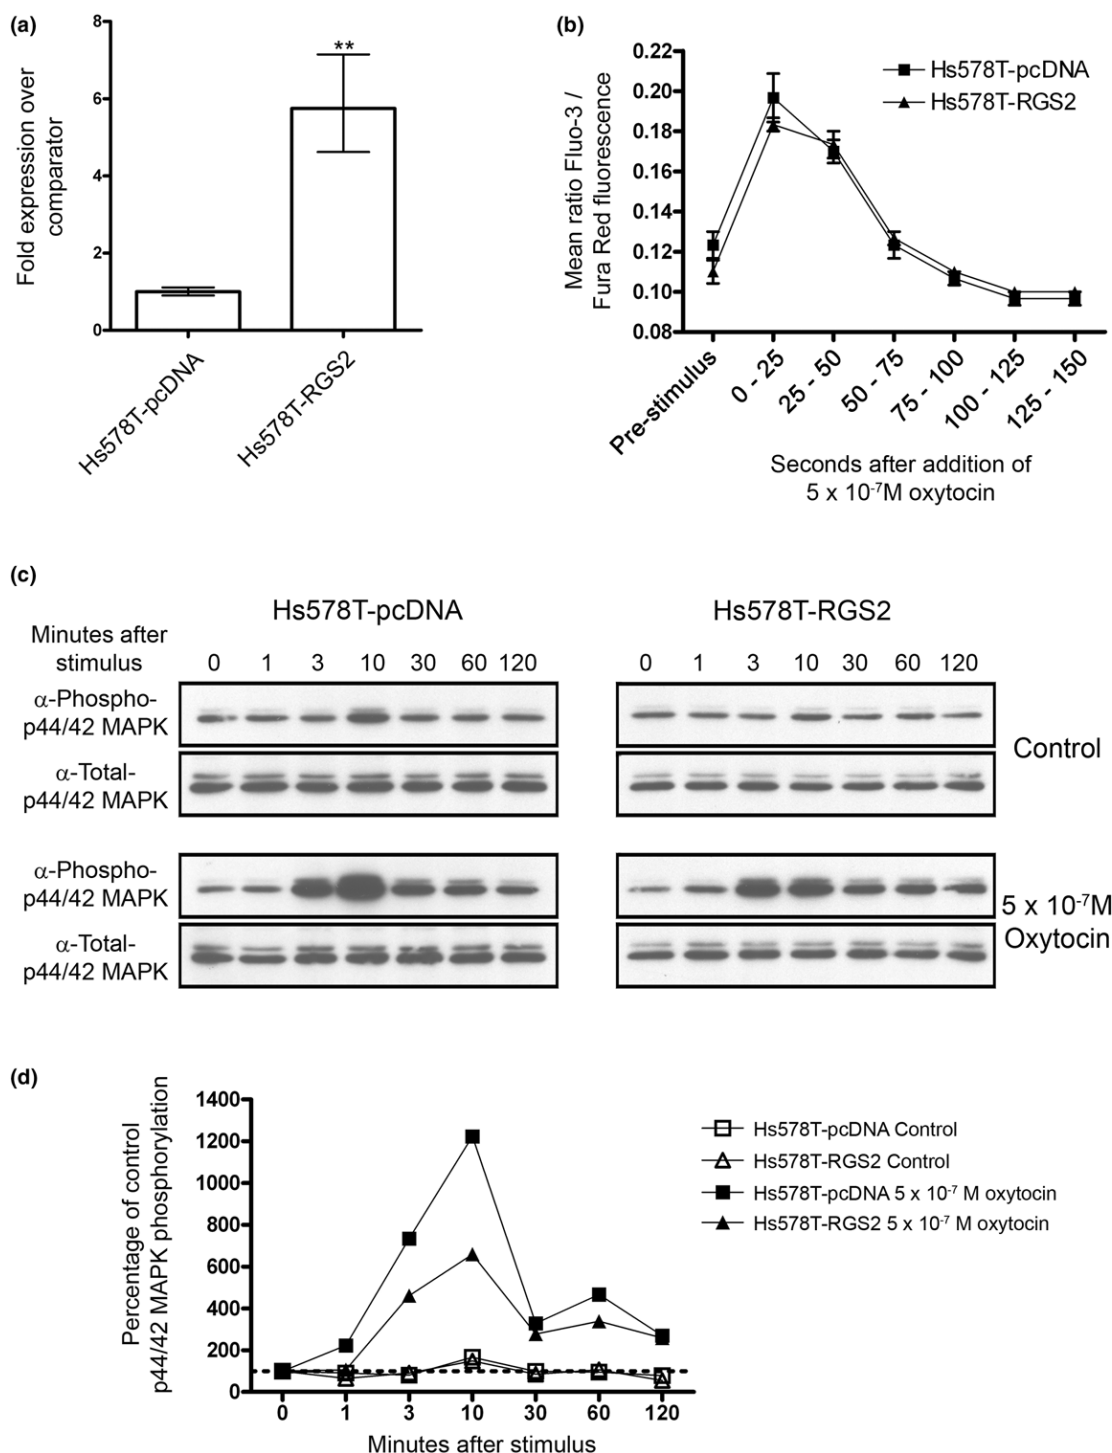 (a)
Fold expression over
comparator
8
6
4
2
0
**
Hs578T-pcDNA
Hs578T-RGS2
(b)
Mean ratio Fluo-3 /
Fura Red fluorescence
0.22
0.20
0.18
0.16
0.14
0.12
0.10
0.08
Hs578T-pcDNA
Hs578T-RGS2
Pre-stimulus
0 - 25
25 - 50
50 - 75
75 - 100
100 - 125
125 - 150
Seconds after addition of
5 x 10⁻⁷M oxytocin
(c)
Hs578T-pcDNA
Hs578T-RGS2
Minutes after
stimulus
0 1 3 10 30 60 120
0 1 3 10 30 60 120
α-Phospho-
p44/42 MAPK
α-Total-
p44/42 MAPK
Control
α-Phospho-
p44/42 MAPK
α-Total-
p44/42 MAPK
5 x 10⁻⁷M
Oxytocin
(d)
Percentage of control
p44/42 MAPK phosphorylation
1400
1200
1000
800
600
400
200
0
0 1 3 10 30 60 120
Minutes after stimulus
Hs578T-pcDNA Control
Hs578T-RGS2 Control
Hs578T-pcDNA 5 x 10⁻⁷ M oxytocin
Hs578T-RGS2 5 x 10⁻⁷ M oxytocin